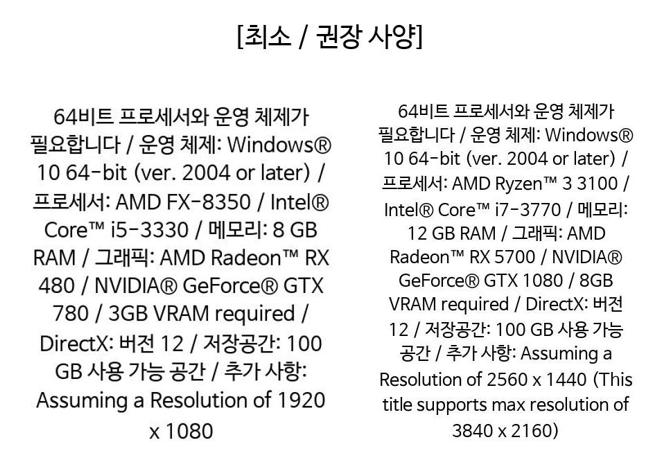 [최소 / 권장 사양]
64비트 프로세서와 운영 체제가
필요합니다 / 운영 체제: Windows®
10 64-bit (ver. 2004 or later) /
프로세서: AMD FX-8350 / Intel®
Core™ i5-3330 / 메모리: 8 GB
RAM / 그래픽: AMD Radeon™ RX
480 / NVIDIA® GeForce® GTX
780 / 3GB VRAM required /
DirectX: 버전 12 / 저장공간: 100
GB 사용 가능 공간 / 추가 사항:
Assuming a Resolution of 1920
x 1080
64비트 프로세서와 운영 체제가
필요합니다 / 운영 체제: Windows®
10 64-bit (ver. 2004 or later) /
프로세서: AMD Ryzen™ 3 3100 /
Intel® Core™ i7-3770 / 메모리:
12 GB RAM / 그래픽: AMD
Radeon™ RX 5700 / NVIDIA®
GeForce® GTX 1080 / 8GB
VRAM required / DirectX: 버전
12 / 저장공간: 100 GB 사용 가능
공간 / 추가 사항: Assuming a
Resolution of 2560 x 1440 (This
title supports max resolution of
3840 x 2160)